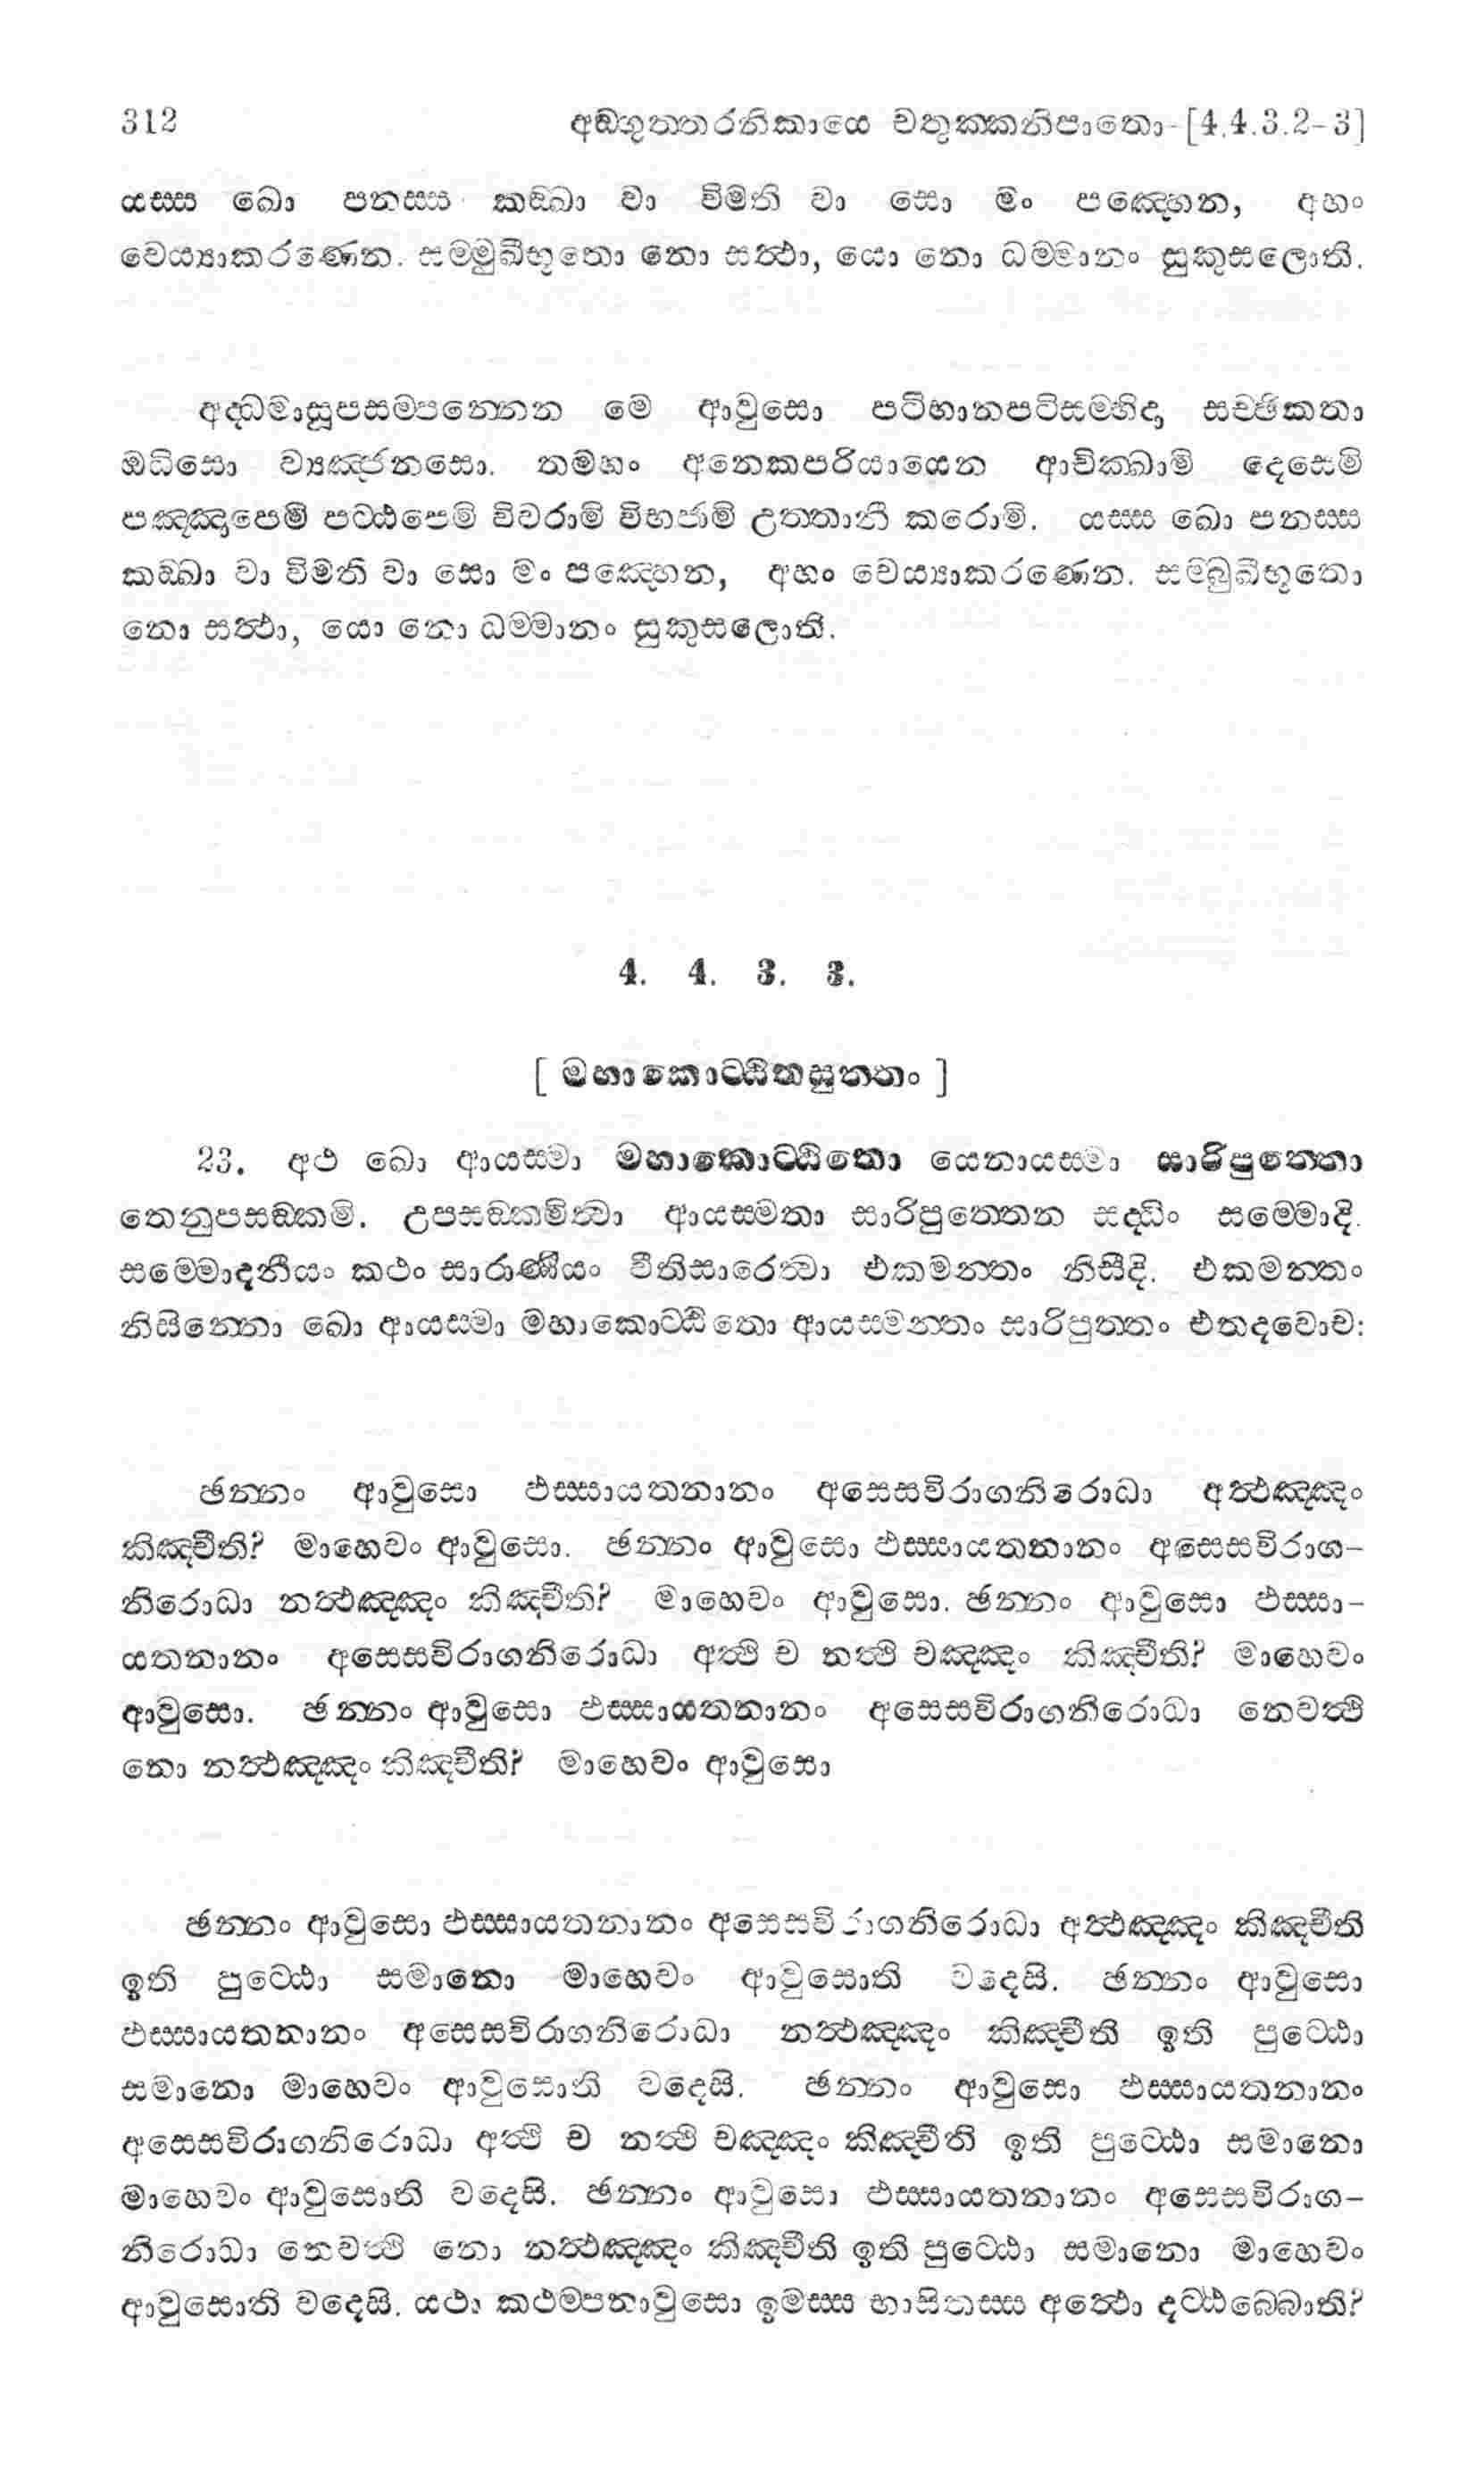 312 අඞ්ගුත්තරනිකායෙ චතුක්කනිපාතො-[4.4.3.2-3]
යස්ස ඛො පනස්ස කඞ්ඛා වා විමති වා සො මං පඤ්හෙන, අහං
වෙය්‍යාකරණෙන. සම්මුඛීභූතො නො සත්ථා, යො නො ධම්මානං සුකුසලොති.
අද්ධමාසූපසම්පන්නෙන මෙ ආවුසො පටිභානපටිසම්භිදා සච්ඡිකතා
ඔධිසො ව්‍යඤ්ජනසො. තමහං අනෙකපරියායෙන ආචික්ඛාමි දෙසෙමි
පඤ්ඤාපෙමි පට්ඨපෙමි විවරාමි විභජාමි උත්තානී කරොමි. යස්ස ඛො පනස්ස
කඞ්ඛා වා විමති වා සො මං පඤ්හෙන, අහං වෙය්‍යාකරණෙන. සම්බුඛීභූතො
නො සත්ථා, යො නො ධම්මානං සුකුසලොති.
4. 4. 3. 3.
[ මහාකොට්ඨිතසුත්තං ]
23. අථ ඛො ආයස්මා මහාකොට්ඨිතො යෙනායස්මා සාරිපුත්තො
තෙනුපසඞ්කමි. උපසඞ්කමිත්වා ආයස්මතා සාරිපුත්තෙන සද්ධිං සම්මොදි.
සම්මොදනීයං කථං සාරාණීයං වීතිසාරෙත්වා එකමන්තං නිසීදි. එකමන්තං
නිසින්නො ඛො ආයස්මා මහාකොට්ඨිතො ආයස්මන්තං සාරිපුත්තං එතදවොච:
ඡන්නං ආවුසො ඵස්සායතනානං අසෙසවිරාගනිරොධා අත්ථඤ්ඤං
කිඤ්චීති? මාහෙවං ආවුසො. ඡන්නං ආවුසො ඵස්සායතනානං අසෙසවිරාග-
නිරොධා නත්ථඤ්ඤං කිඤ්චීති? මාහෙවං ආවුසො. ඡන්නං ආවුසො ඵස්සා-
යතනානං අසෙසවිරාගනිරොධා අත්ථි ච නත්ථි චඤ්ඤං කිඤ්චීති? මාහෙවං
ආවුසො. ඡන්නං ආවුසො ඵස්සායතනානං අසෙසවිරාගනිරොධා නෙවත්ථි
නො නත්ථඤ්ඤං කිඤ්චීති? මාහෙවං ආවුසො
ඡන්නං ආවුසො ඵස්සායතනානං අසෙසවිරාගනිරොධා අත්ථඤ්ඤං කිඤ්චීති
ඉති පුට්ඨො සමානො මාහෙවං ආවුසොති වදෙසි. ඡන්නං ආවුසො
ඵස්සායතනානං අසෙසවිරාගනිරොධා නත්ථඤ්ඤං කිඤ්චීති ඉති පුට්ඨො
සමානො මාහෙවං ආවුසොති වදෙසි. ඡන්නං ආවුසො ඵස්සායතනානං
අසෙසවිරාගනිරොධා අත්ථි ච නත්ථි චඤ්ඤං කිඤ්චීති ඉති පුට්ඨො සමානො
මාහෙවං ආවුසොති වදෙසි. ඡන්නං ආවුසො ඵස්සායතනානං අසෙසවිරාග-
නිරොධා නෙවත්ථි නො නත්ථඤ්ඤං කිඤ්චීති ඉති පුට්ඨො සමානො මාහෙවං
ආවුසොති වදෙසි. යථා කථම්පනාවුසො ඉමස්ස භාසිතස්ස අත්ථො දට්ඨබ්බොති?